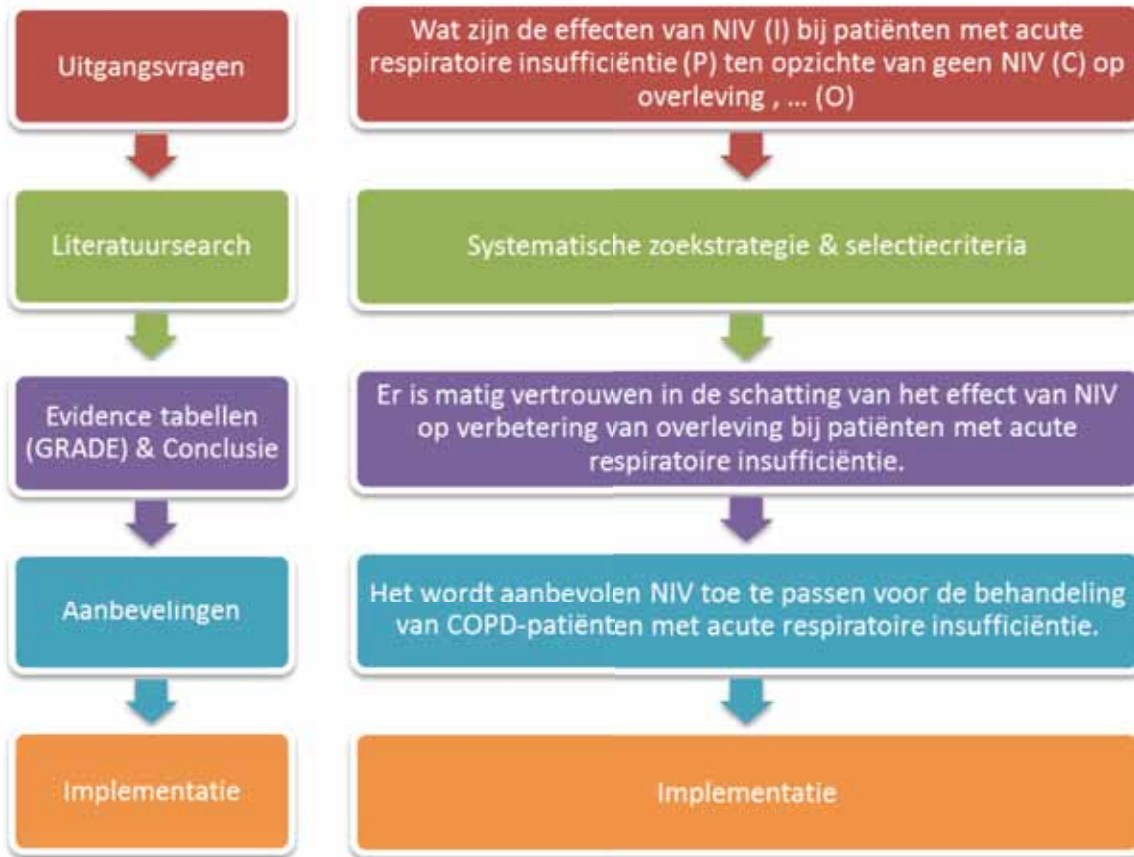 Uitgangsvragen
Wat zijn de effecten van NIV (I) bij patiënten met acute
respiratoire insufficiëntie (P) ten opzichte van geen NIV (C) op
overleving , ... (O)
Literatuursearch
Systematische zoekstrategie & selectiecriteria
Evidence tabellen
(GRADE) & Conclusie
Er is matig vertrouwen in de schatting van het effect van NIV
op verbetering van overleving bij patiënten met acute
respiratoire insufficiëntie.
Aanbevelingen
Het wordt aanbevolen NIV toe te passen voor de behandeling
van COPD-patiënten met acute respiratoire insufficiëntie.
Implementatie
Implementatie